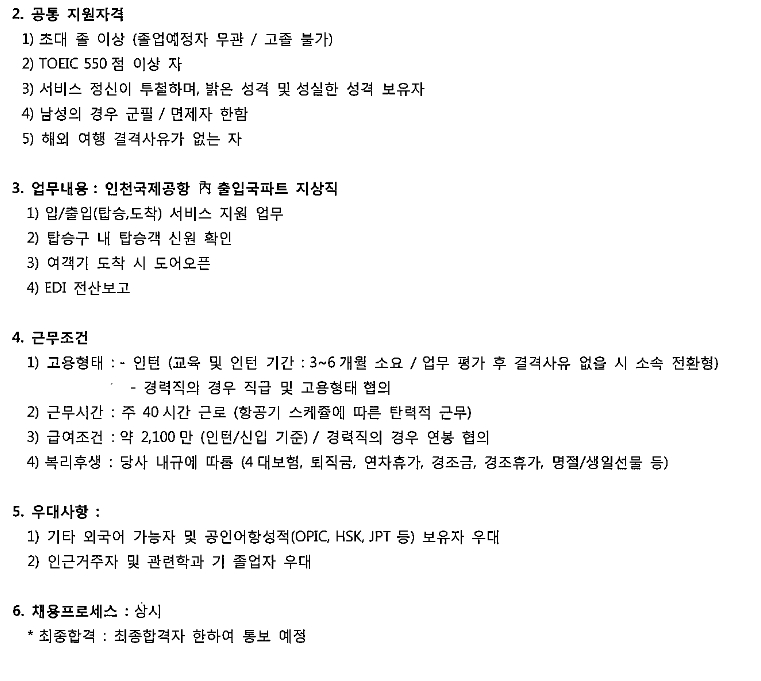 2. 공통 지원자격
1) 초대 졸 이상 (졸업예정자 무관 / 고졸 불가)
2) TOEIC 550점 이상 자
3) 서비스 정신이 투철하며, 밝은 성격 및 성실한 성격 보유자
4) 남성의 경우 군필 / 면제자 한함
5) 해외 여행 결격사유가 없는 자
3. 업무내용 : 인천국제공항 內 출입국파트 지상직
1) 입/출입(탑승,도착) 서비스 지원 업무
2) 탑승구 내 탑승객 신원 확인
3) 여객기 도착 시 도어오픈
4) EDI 전산보고
4. 근무조건
1) 고용형태 : - 인턴 (교육 및 인턴 기간 : 3~6개월 소요 / 업무 평가 후 결격사유 없을 시 소속 전환형)
- 경력직의 경우 직급 및 고용형태 협의
2) 근무시간 : 주 40시간 근로 (항공기 스케쥴에 따른 탄력적 근무)
3) 급여조건 : 약 2,100만 (인턴/신입 기준) / 경력직의 경우 연봉 협의
4) 복리후생 : 당사 내규에 따름 (4대보험, 퇴직금, 연차휴가, 경조금, 경조휴가, 명절/생일선물 등)
5. 우대사항 :
1) 기타 외국어 가능자 및 공인어항성적(OPIC, HSK, JPT 등) 보유자 우대
2) 인근거주자 및 관련학과 기 졸업자 우대
6. 채용프로세스 : 상시
* 최종합격 : 최종합격자 한하여 통보 예정